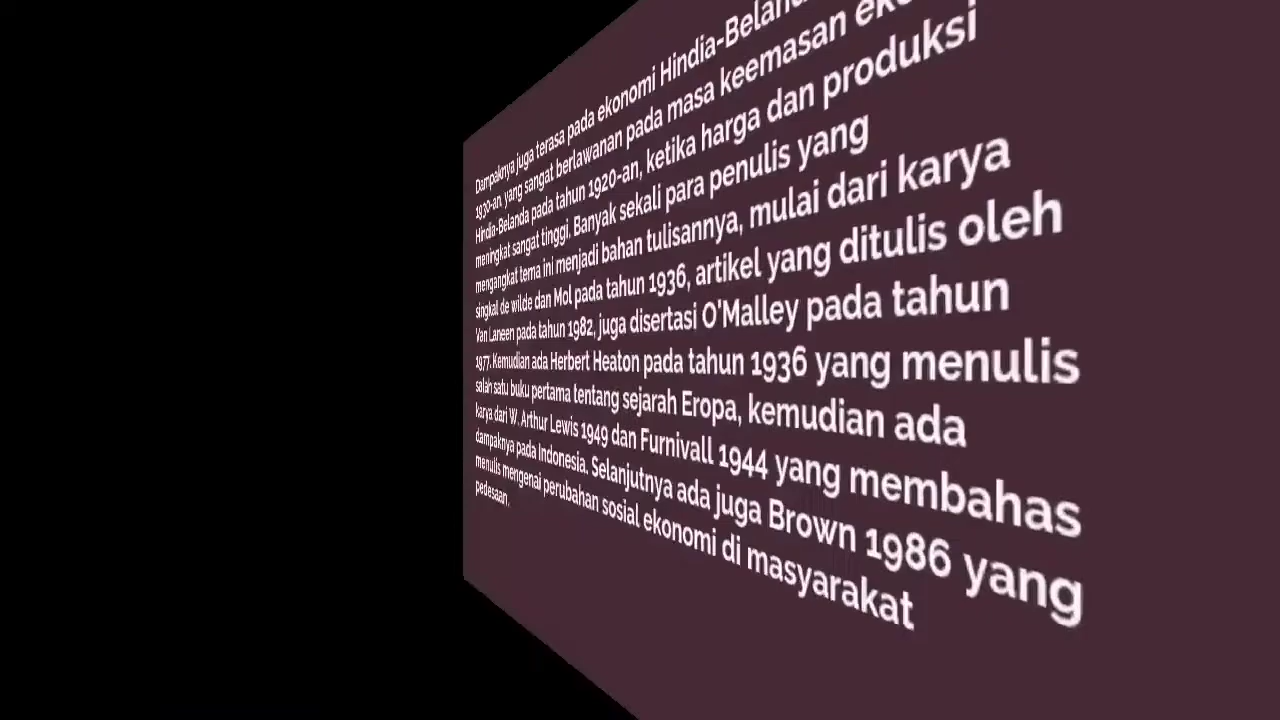 Dampaknya juga terasa pada ekonomi Hindia-Belanda
1930-an, yang sangat berlawanan pada masa keemasan
Hindia-Belanda pada tahun 1920-an, ketika harga dan produksi
meningkat sangat tinggi. Banyak sekali para penulis yang
mengangkat tema ini menjadi bahan tulisannya, mulai dari karya
singkat de wilde dan Mol pada tahun 1936, artikel yang ditulis oleh
Van Laneen pada tahun 1982, juga disertasi O'Malley pada tahun
1977. Kemudian ada Herbert Heaton pada tahun 1936 yang menulis
salah satu buku pertama tentang sejarah Eropa, kemudian ada
karya dari W. Arthur Lewis 1949 dan Furnivall 1944 yang membahas
dampaknya pada Indonesia. Selanjutnya ada juga Brown 1986 yang
menulis mengenai perubahan sosial ekonomi di masyarakat
pedesaan.